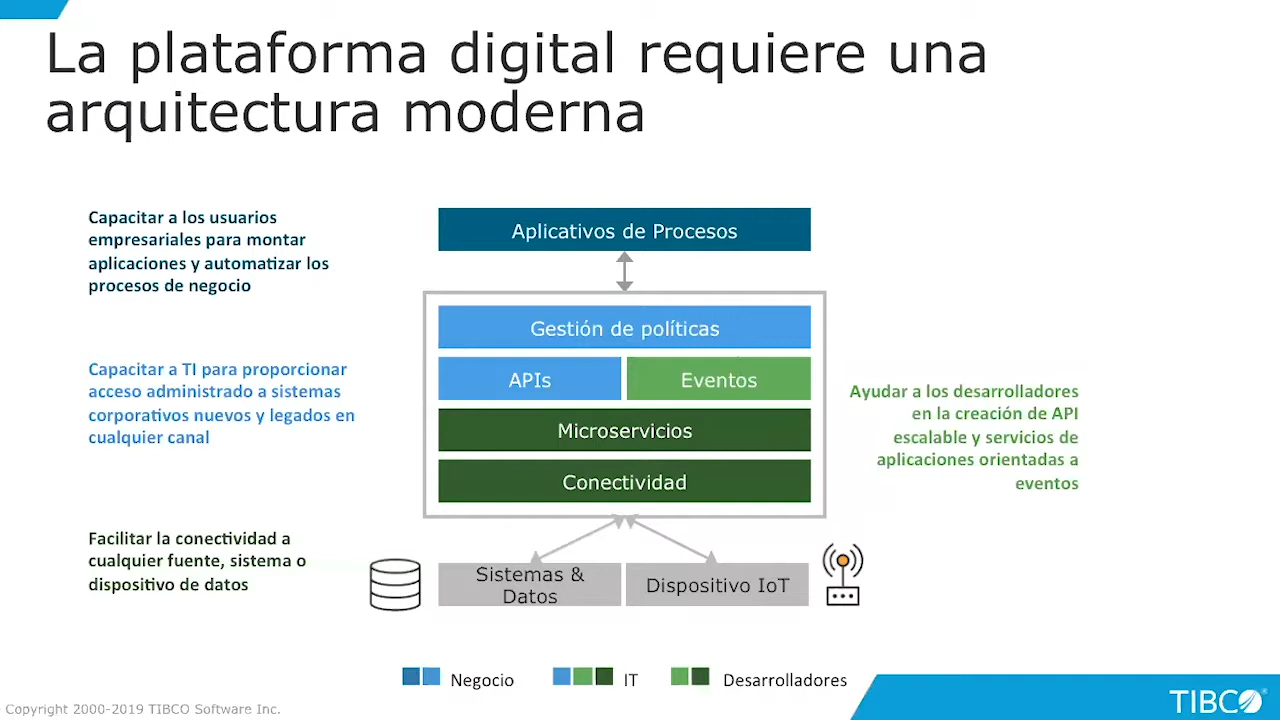 La plataforma digital requiere una
arquitectura moderna
Capacitar a los usuarios
empresariales para montar
aplicaciones y automatizar los
procesos de negocio
Aplicativos de Procesos
Gestión de políticas
APIs
Eventos
Microservicios
Conectividad
Capacitar a TI para proporcionar
acceso administrado a sistemas
corporativos nuevos y legados en
cualquier canal
Ayudar a los desarrolladores
en la creación de API
escalable y servicios de
aplicaciones orientadas a
eventos
Facilitar la conectividad a
cualquier fuente, sistema o
dispositivo de datos
Sistemas &
Datos
Dispositivo IoT
Negocio
IT
Desarrolladores
Copyright 2000-2019 TIBCO Software Inc.
TIBCO®